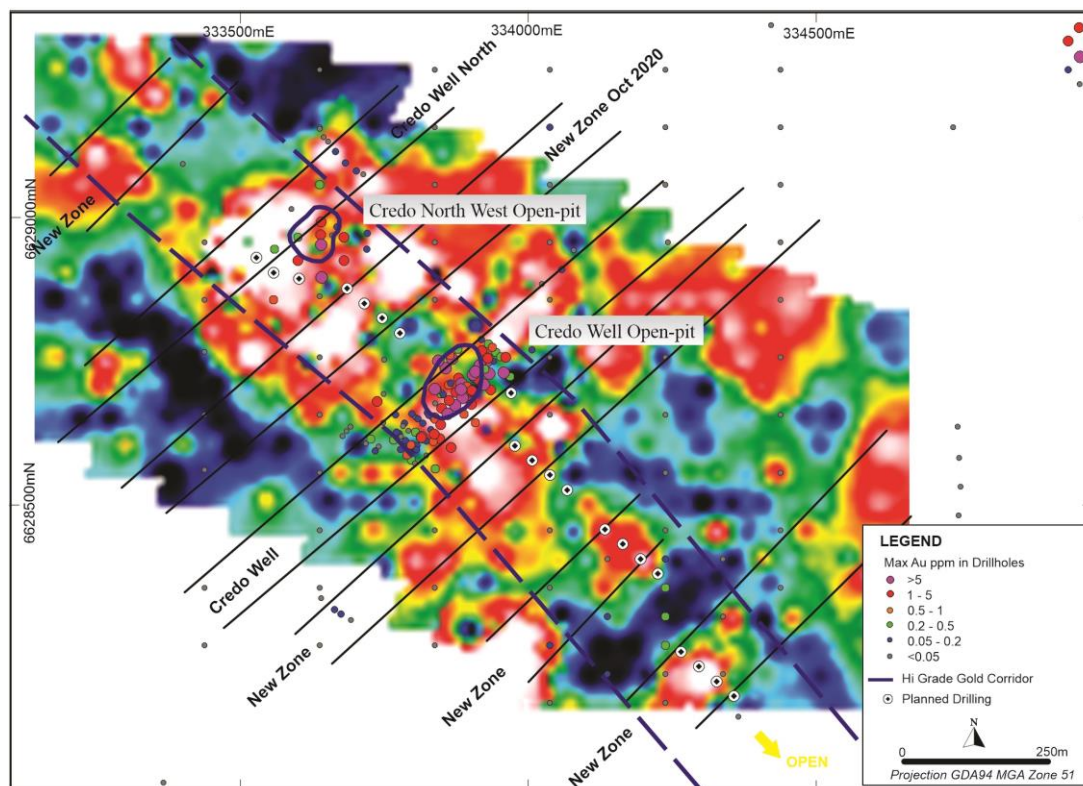 333500mE
334000mE
334500mE
Credo Well North
New Zone Oct 2020
6629000mN
New Zone
Credo North West Open-pit
Credo Well Open-pit
6628500mN
Credo Well
New Zone
New Zone
New Zone
LEGEND
Max Au ppm in Drillholes
>5
1 - 5
0.5 - 1
0.2 - 0.5
0.05 - 0.2
<0.05
Hi Grade Gold Corridor
Planned Drilling
N
0 250m
Projection GDA94 MGA Zone 51
OPEN